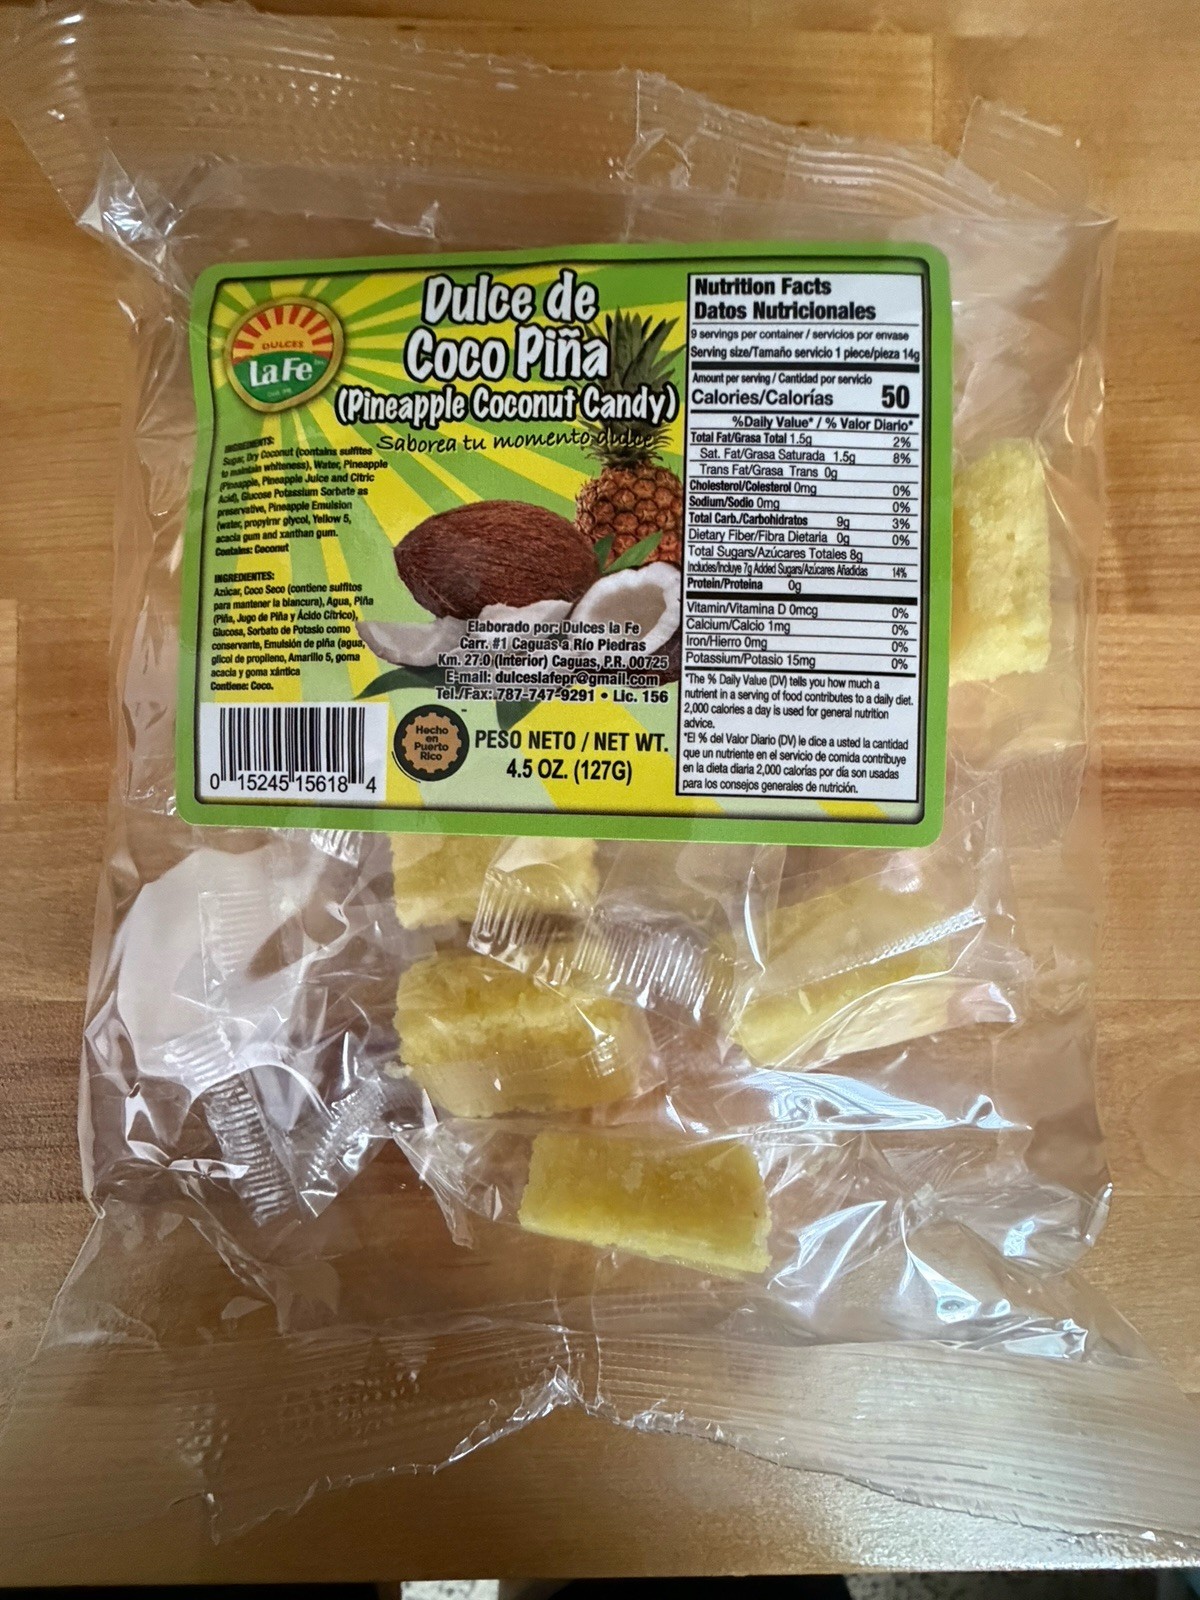 DULCES
La Fe
Dulce de
Coco Piña
(Pineapple Coconut Candy)
Saborea tu momento dulce
INGREDIENTS:
Sugar, Dry Coconut (contains sulfites
to maintain whiteness), Water, Pineapple
(Pineapple, Pineapple Juice and Citric
Acid), Glucose Potassium Sorbate as
preservative, Pineapple Emulsion
(water, propylnr glycol, Yellow 5,
acacia gum and xanthan gum.
Contains: Coconut
INGREDIENTES:
Azúcar, Coco Seco (contiene sulfitos
para mantener la blancura), Agua, Piña
(Piña, Jugo de Piña y Ácido Cítrico),
Glucosa, Sorbato de Potasio como
conservante, Emulsión de piña (agua,
glicol de propileno, Amarillo 5, goma
acacia y goma xántica
Contiene: Coco.
0 15245 15618 4
Elaborado por: Dulces la Fe
Carr. #1 Caguas a Río Piedras
Km. 27.0 (Interior) Caguas, P.R. 00725
E-mail: dulceslafepr@gmail.com
Tel./Fax: 787-747-9291 • Lic. 156
Hecho
en
Puerto
Rico
PESO NETO / NET WT.
4.5 OZ. (127G)
Nutrition Facts
Datos Nutricionales
9 servings per container / servicios por envase
Serving size/Tamaño servicio 1 piece/pieza 14g
Amount per serving / Cantidad por servicio
Calories/Calorías 50
%Daily Value* / % Valor Diario*
Total Fat/Grasa Total 1.5g 2%
Sat. Fat/Grasa Saturada 1.5g 8%
Trans Fat/Grasa Trans 0g
Cholesterol/Colesterol 0mg 0%
Sodium/Sodio 0mg 0%
Total Carb./Carbohidratos 9g 3%
Dietary Fiber/Fibra Dietaria 0g 0%
Total Sugars/Azúcares Totales 8g
Includes/Incluye 7g Added Sugars/Azúcares Añadidas 14%
Protein/Proteina 0g
Vitamin/Vitamina D 0mcg 0%
Calcium/Calcio 1mg 0%
Iron/Hierro 0mg 0%
Potassium/Potasio 15mg 0%
*The % Daily Value (DV) tells you how much a
nutrient in a serving of food contributes to a daily diet.
2,000 calories a day is used for general nutrition
advice.
*El % del Valor Diario (DV) le dice a usted la cantidad
que un nutriente en el servicio de comida contribuye
en la dieta diaria 2,000 calorías por día son usadas
para los consejos generales de nutrición.